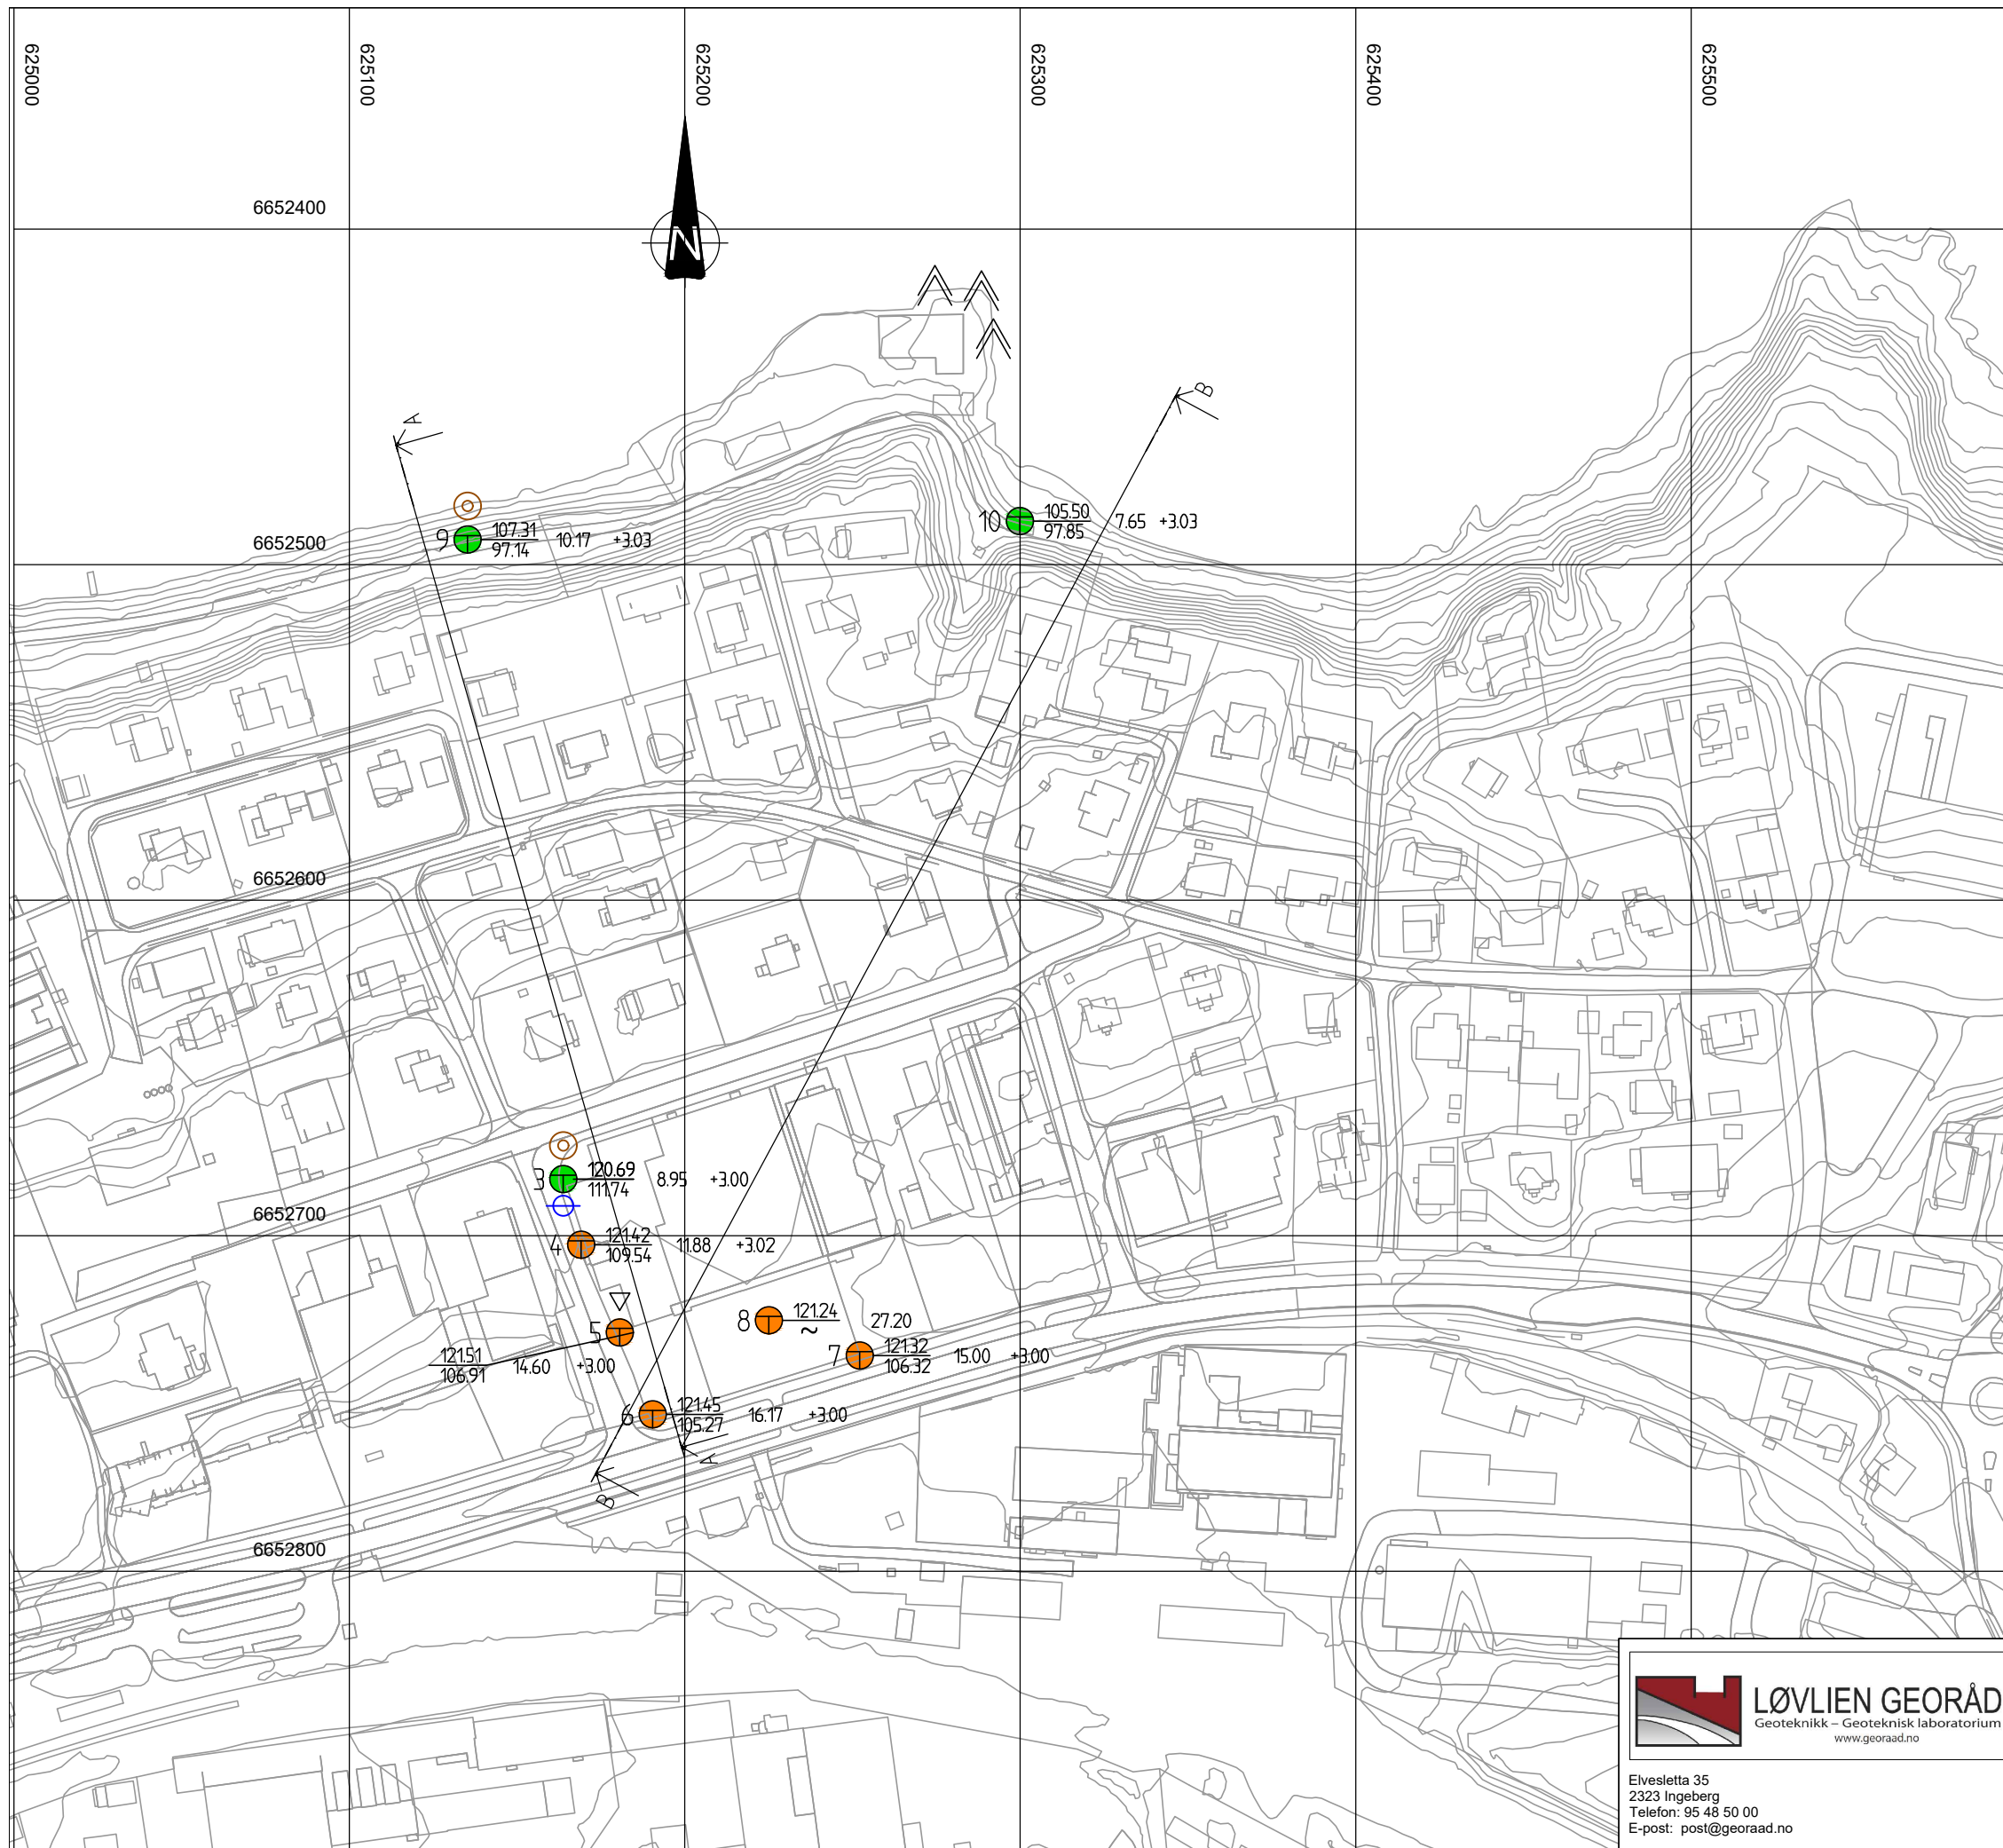 625000
625100
625200
625300
625400
625500
6652400
N
A
B
10 105.50 7.65 +3.03
97.85
9 107.31 10.17 +3.03
97.14
6652500
6652600
3 120.69 8.95 +3.00
111.74
6652700
4 121.42 11.88 +3.02
109.54
8 121.24 27.20
~
5
121.51 14.60 +3.00
106.91
7 121.32 15.00 +3.00
106.32
6 121.45 16.17 +3.00
105.27
A
B
6652800
LØVLIEN GEORÅD
Geoteknikk – Geoteknisk laboratorium
www.georaad.no
Elvesletta 35
2323 Ingeberg
Telefon: 95 48 50 00
E-post: post@georaad.no